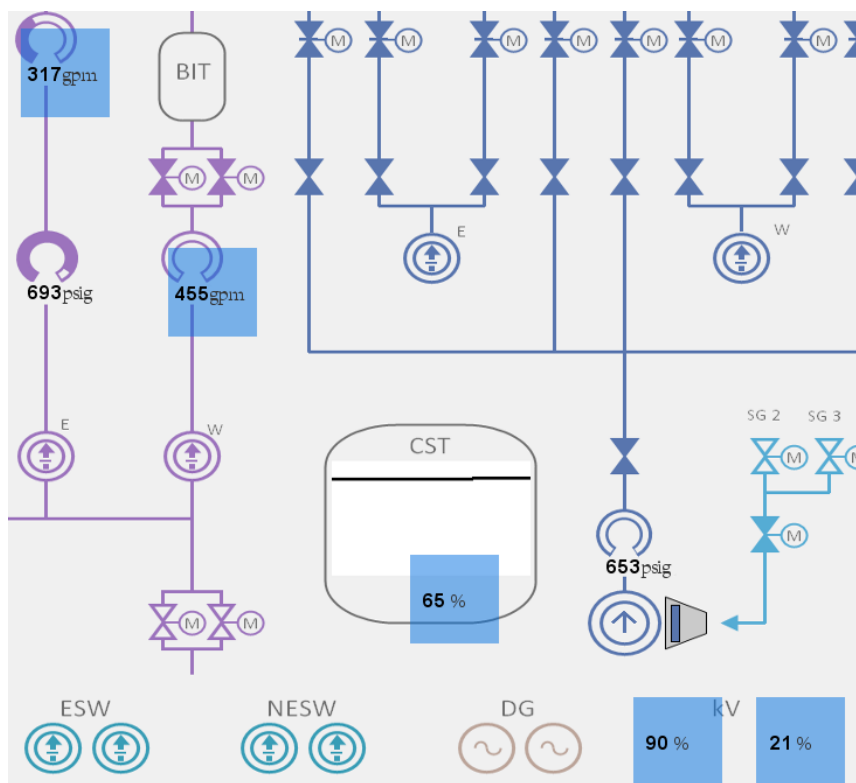 M M M M M M M
317gpm
BIT
M M
E
W
693psig
455gpm
E
W
SG 2 SG 3
CST
M M
M
653psig
65 %
M M
ESW NESW DG kV
90 % 21 %